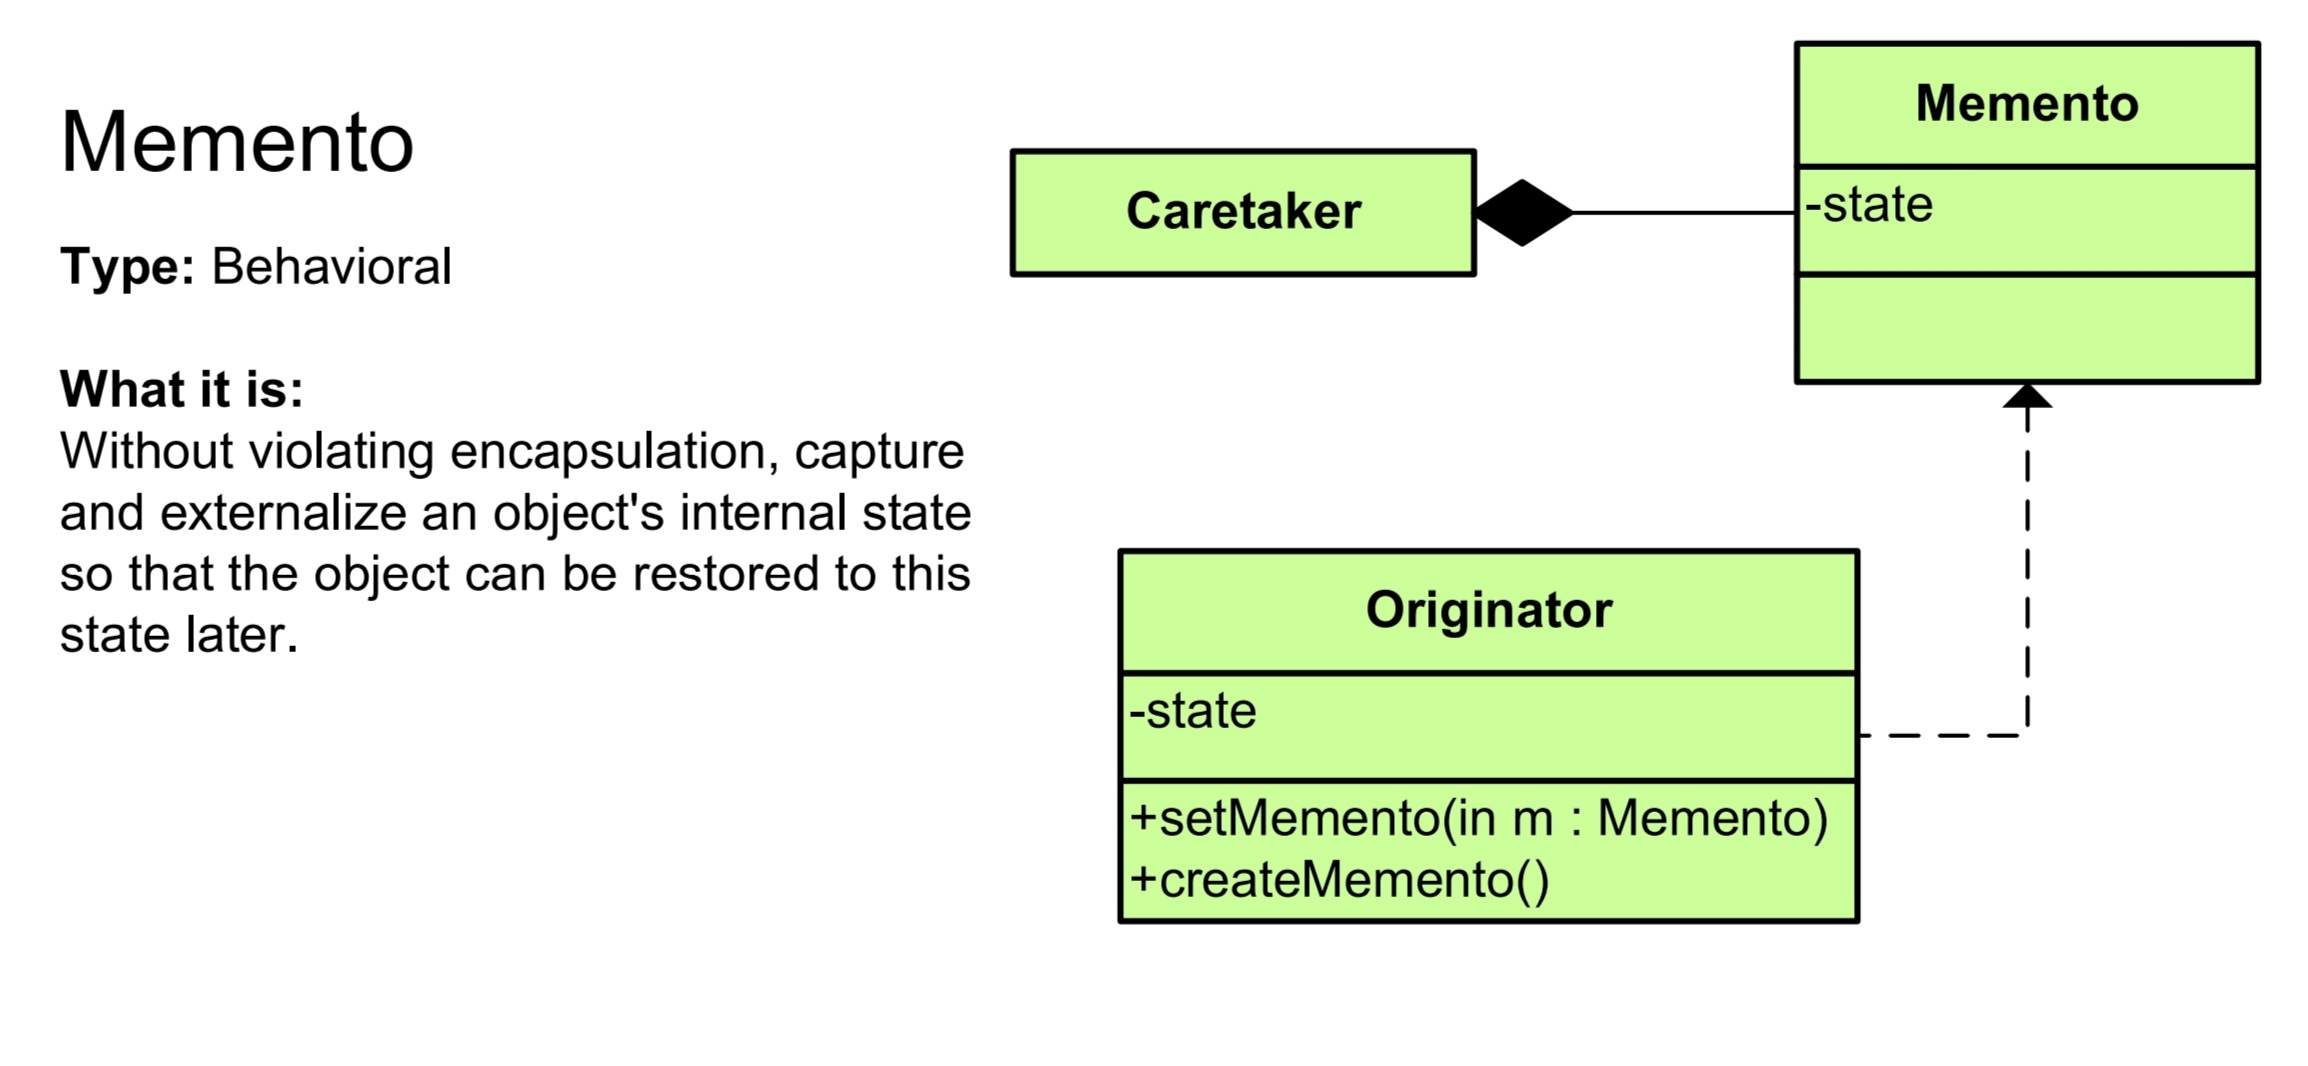 Memento
Type: Behavioral
What it is:
Without violating encapsulation, capture
and externalize an object's internal state
so that the object can be restored to this
state later.
Caretaker
Memento
-state
Originator
-state
+setMemento(in m : Memento)
+createMemento()